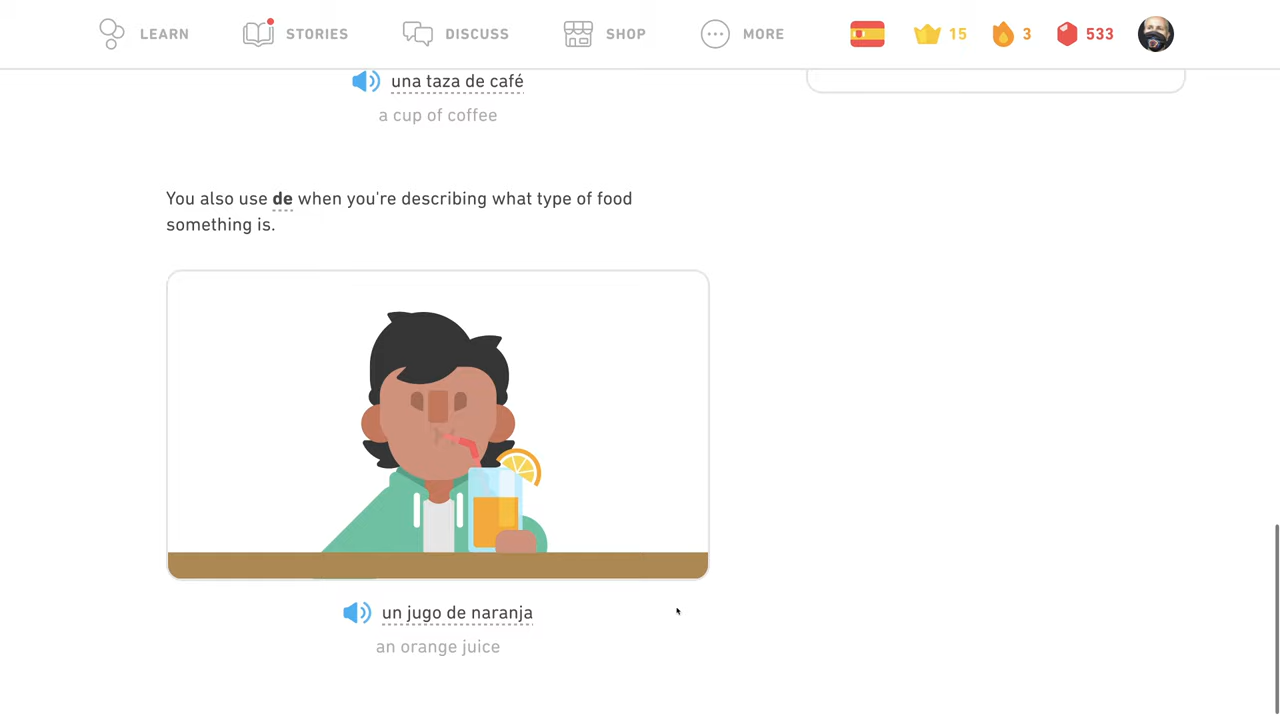 LEARN STORIES DISCUSS SHOP MORE 15 3 533
una taza de café
a cup of coffee
You also use de when you're describing what type of food
something is.
un jugo de naranja
an orange juice